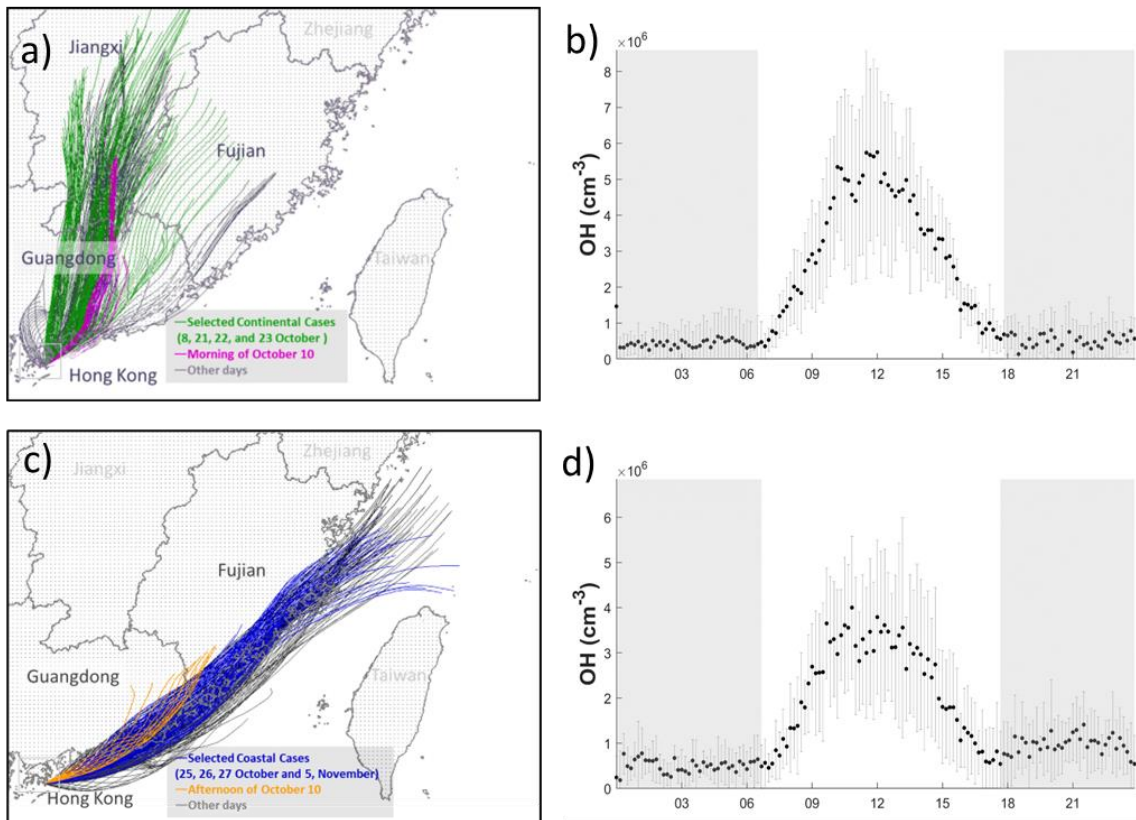 a)
Zhejiang
Jiangxi
Fujian
Guangdong
Taiwan
—Selected Continental Cases
(8, 21, 22, and 23 October )
—Morning of October 10
—Other days
Hong Kong
b)
×10⁶
8
7
6
5
4
3
2
1
0
OH (cm⁻³)
03 06 09 12 15 18 21
c)
Zhejiang
Jiangxi
Fujian
Guangdong
Taiwan
—Selected Coastal Cases
(25, 26, 27 October and 5, November)
—Afternoon of October 10
—Other days
Hong Kong
d)
×10⁶
6
5
4
3
2
1
0
OH (cm⁻³)
03 06 09 12 15 18 21